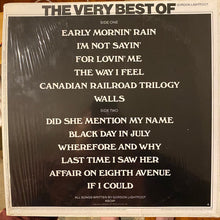 THE VERY BEST OF GORDON LIGHTFOOT
SIDE ONE
EARLY MORNIN' RAIN
I'M NOT SAYIN'
FOR LOVIN' ME
THE WAY I FEEL
CANADIAN RAILROAD TRILOGY
WALLS
SIDE TWO
DID SHE MENTION MY NAME
BLACK DAY IN JULY
WHEREFORE AND WHY
LAST TIME I SAW HER
AFFAIR ON EIGHTH AVENUE
IF I COULD
ALL SONGS WRITTEN BY GORDON LIGHTFOOT
ASCAP